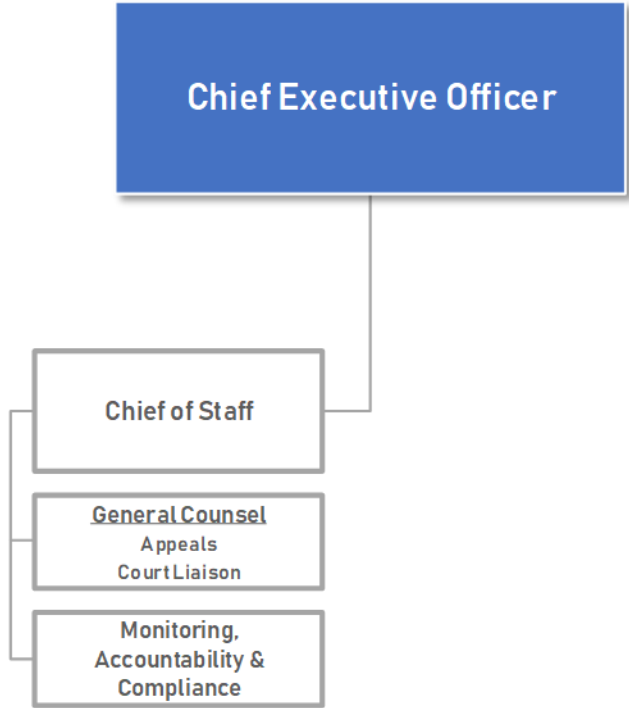 Chief Executive Officer
Chief of Staff
General Counsel
Appeals
Court Liaison
Monitoring,
Accountability &
Compliance